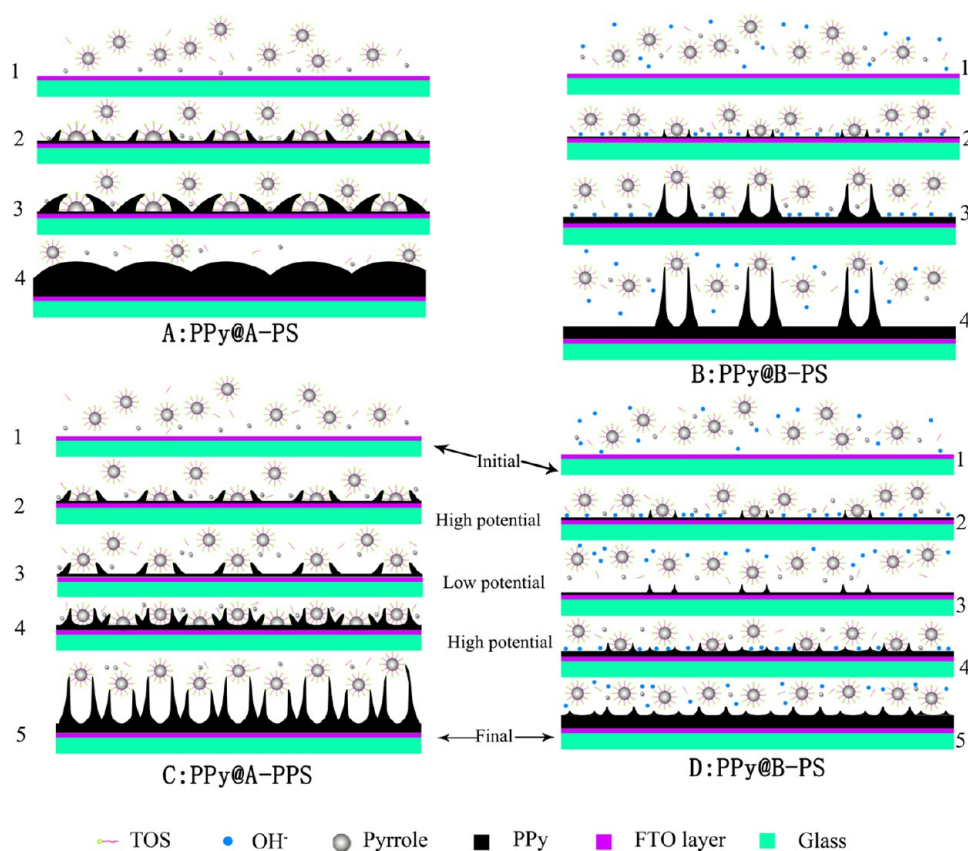 1
2
3
4
A:PPy@A-PS
1
2
3
4
B:PPy@B-PS
1
2
3
4
5
C:PPy@A-PPS
Initial
High potential
Low potential
High potential
Final
1
2
3
4
5
D:PPy@B-PS
TOS
OH-
Pyrrole
PPy
FTO layer
Glass